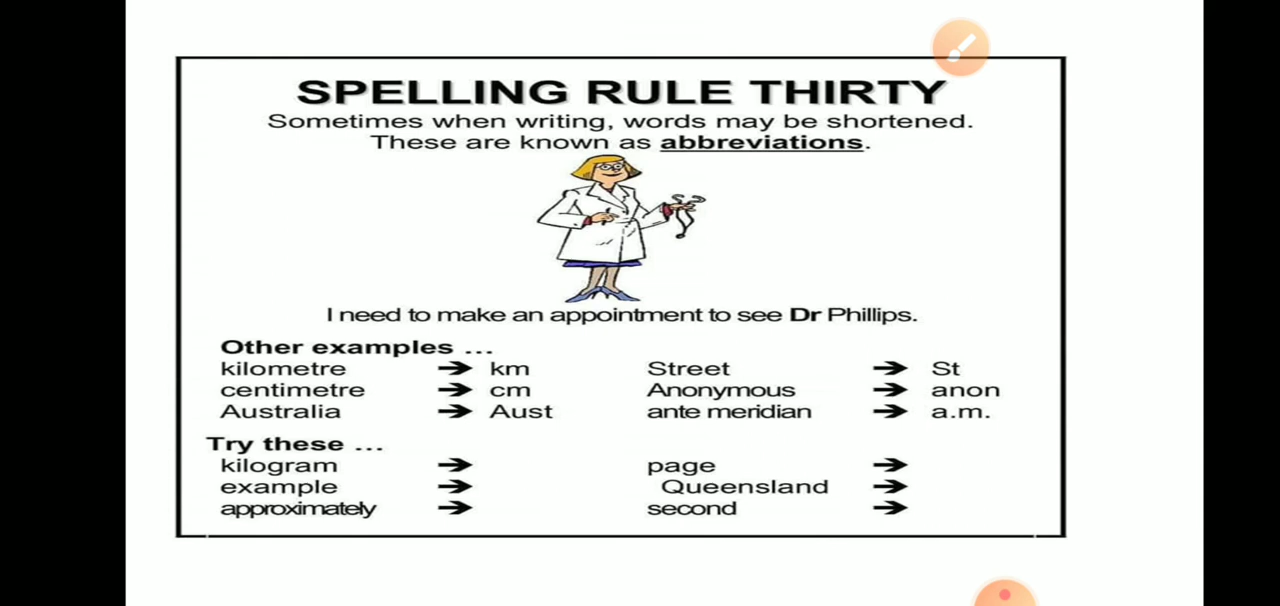 SPELLING RULE THIRTY
Sometimes when writing, words may be shortened.
These are known as abbreviations.
I need to make an appointment to see Dr Phillips.
Other examples ...
kilometre → km Street → St
centimetre → cm Anonymous → anon
Australia → Aust ante meridian → a.m.
Try these ...
kilogram → page →
example → Queensland →
approximately → second →